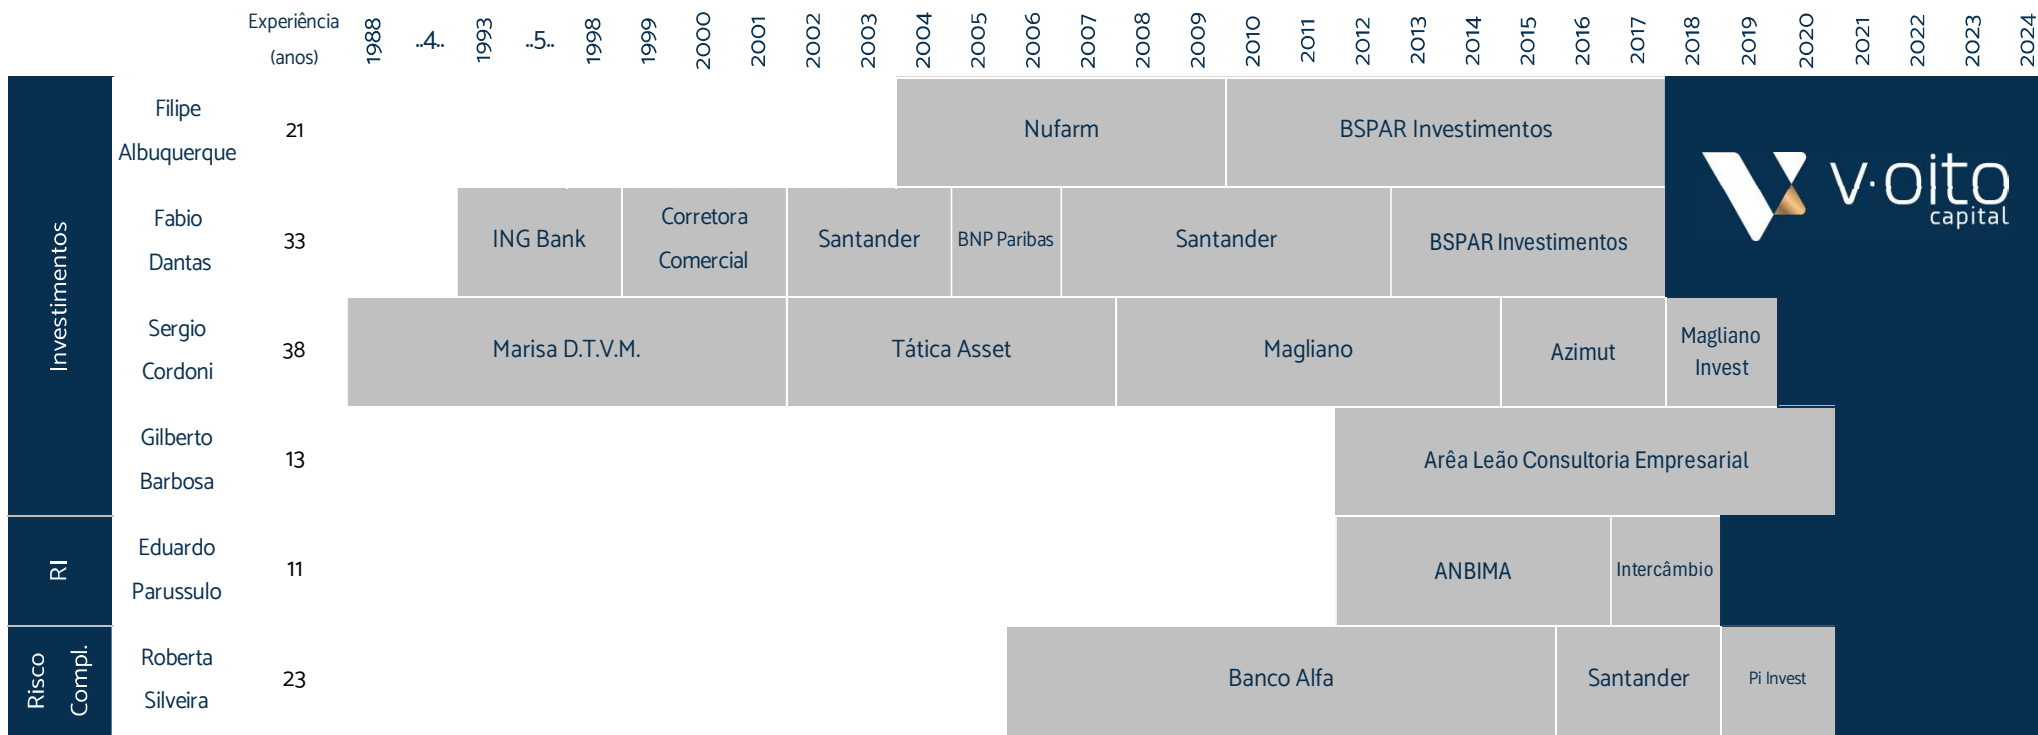 Experiência
(anos)
1988 ..4.. 1993 ..5.. 1998 1999 2000 2001 2002 2003 2004 2005 2006 2007 2008 2009 2010 2011 2012 2013 2014 2015 2016 2017 2018 2019 2020 2021 2022 2023 2024
Investimentos
Filipe
Albuquerque
21
Nufarm
BSPAR Investimentos
v·oito
capital
Fabio
Dantas
33
ING Bank
Corretora
Comercial
Santander
BNP Paribas
Santander
BSPAR Investimentos
Sergio
Cordoni
38
Marisa D.T.V.M.
Tática Asset
Magliano
Azimut
Magliano
Invest
Gilberto
Barbosa
13
Arêa Leão Consultoria Empresarial
RI
Eduardo
Parussulo
11
ANBIMA
Intercâmbio
Risco
Compl.
Roberta
Silveira
23
Banco Alfa
Santander
Pi Invest